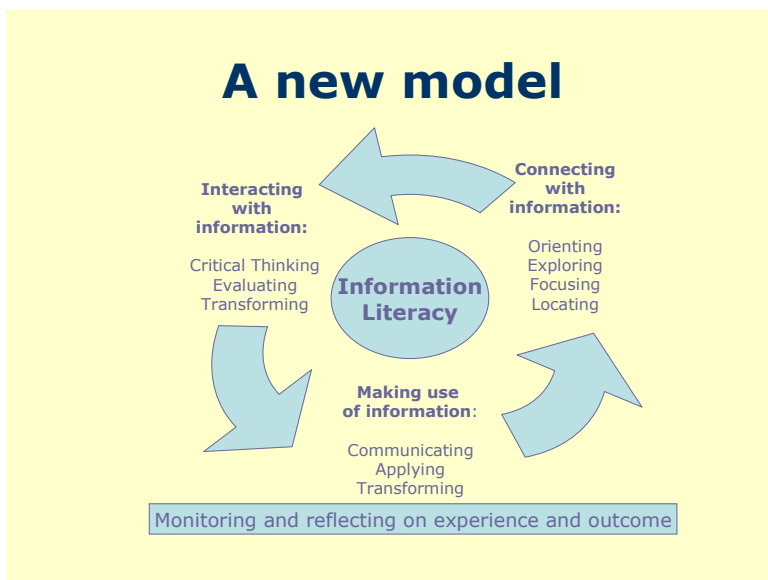 A new model
Interacting
with
information:
Critical Thinking
Evaluating
Transforming
Connecting
with
information:
Orienting
Exploring
Focusing
Locating
Information
Literacy
Making use
of information:
Communicating
Applying
Transforming
Monitoring and reflecting on experience and outcome